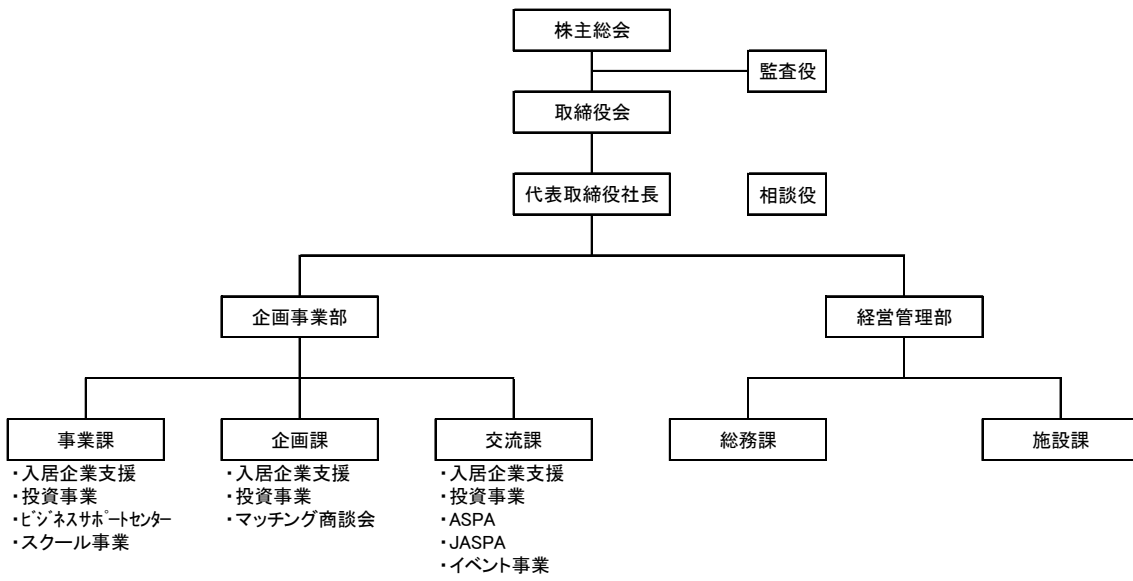 株主総会
監査役
取締役会
代表取締役社長
相談役
企画事業部
経営管理部
事業課
企画課
交流課
総務課
施設課
・入居企業支援
・投資事業
・ﾋﾞｼﾞﾈｽｻﾎﾟｰﾄｾﾝﾀｰ
・スクール事業
・入居企業支援
・投資事業
・マッチング商談会
・入居企業支援
・投資事業
・ASPA
・JASPA
・イベント事業